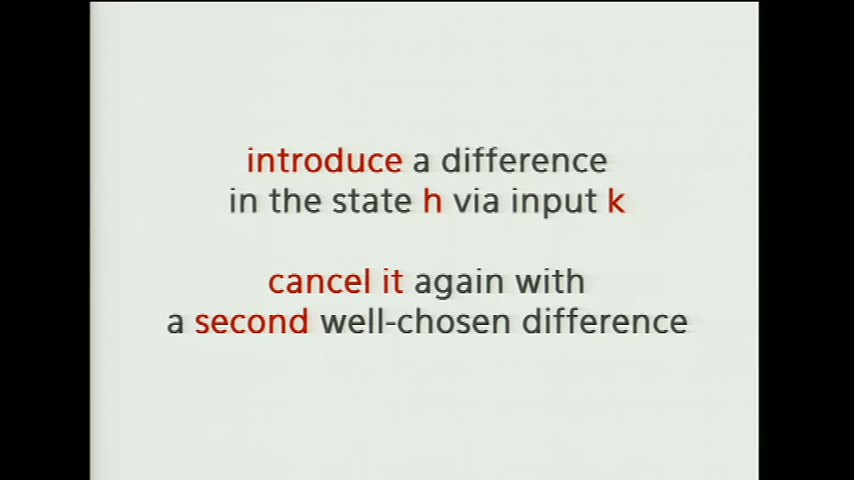 introduce a difference
in the state h via input k
cancel it again with
a second well-chosen difference